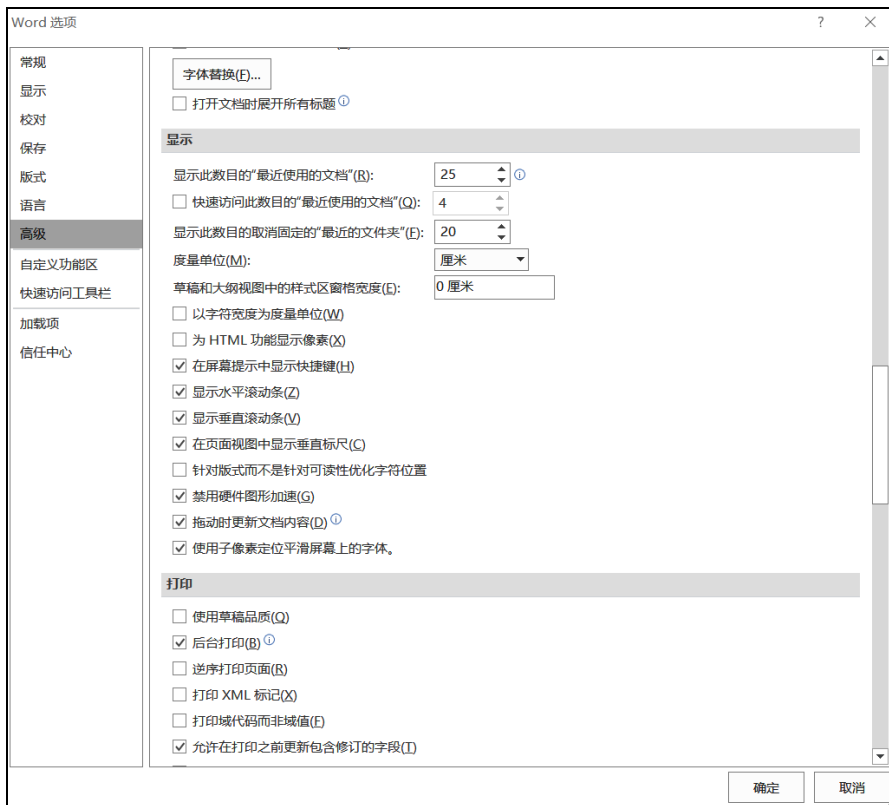 Word 选项
?
常规
显示
校对
保存
版式
语言
高级
自定义功能区
快速访问工具栏
加载项
信任中心
字体替换(F)...
打开文档时展开所有标题
显示
显示此数目的“最近使用的文档”(R): 25
快速访问此数目的“最近使用的文档”(Q): 4
显示此数目的取消固定的“最近的文件夹”(F): 20
度量单位(M): 厘米
草稿和大纲视图中的样式区窗格宽度(E): 0 厘米
以字符宽度为度量单位(W)
为 HTML 功能显示像素(X)
在屏幕提示中显示快捷键(H)
显示水平滚动条(Z)
显示垂直滚动条(V)
在页面视图中显示垂直标尺(C)
针对版式而不是针对可读性优化字符位置
禁用硬件图形加速(G)
拖动时更新文档内容(D)
使用子像素定位平滑屏幕上的字体。
打印
使用草稿品质(Q)
后台打印(B)
逆序打印页面(R)
打印 XML 标记(X)
打印域代码而非域值(F)
允许在打印之前更新包含修订的字段(T)
确定
取消